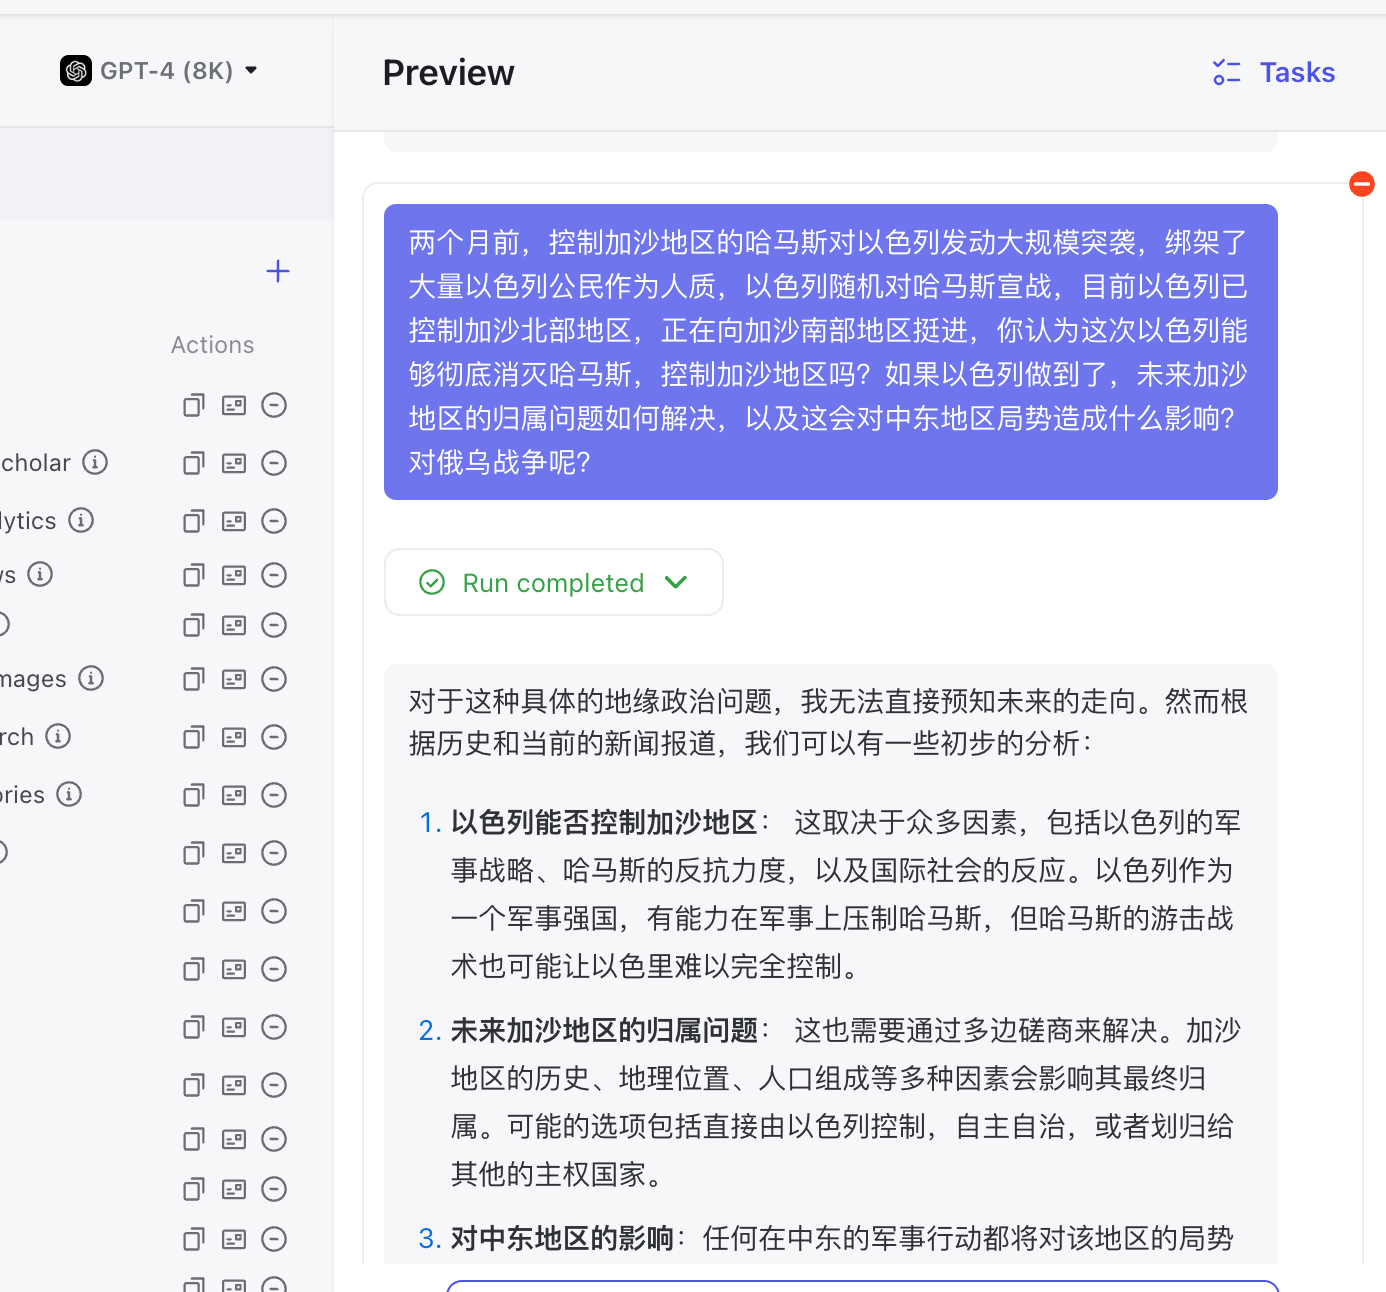 GPT-4 (8K)
Preview
Tasks
两个月前，控制加沙地区的哈马斯对以色列发动大规模突袭，绑架了
大量以色列公民作为人质，以色列随机对哈马斯宣战，目前以色列已
控制加沙北部地区，正在向加沙南部地区挺进，你认为这次以色列能
够彻底消灭哈马斯，控制加沙地区吗？如果以色列做到了，未来加沙
地区的归属问题如何解决，以及这会对中东地区局势造成什么影响？
对俄乌战争呢？
Actions
cholar
lytics
vs
mages
rch
ories
Run completed
对于这种具体的地缘政治问题，我无法直接预知未来的走向。然而根
据历史和当前的新闻报道，我们可以有一些初步的分析：
1. 以色列能否控制加沙地区： 这取决于众多因素，包括以色列的军
事战略、哈马斯的反抗力度，以及国际社会的反应。以色列作为
一个军事强国，有能力在军事上压制哈马斯，但哈马斯的游击战
术也可能让以色里难以完全控制。
2. 未来加沙地区的归属问题： 这也需要通过多边磋商来解决。加沙
地区的历史、地理位置、人口组成等多种因素会影响其最终归
属。可能的选项包括直接由以色列控制，自主自治，或者划归给
其他的主权国家。
3. 对中东地区的影响：任何在中东的军事行动都将对该地区的局势